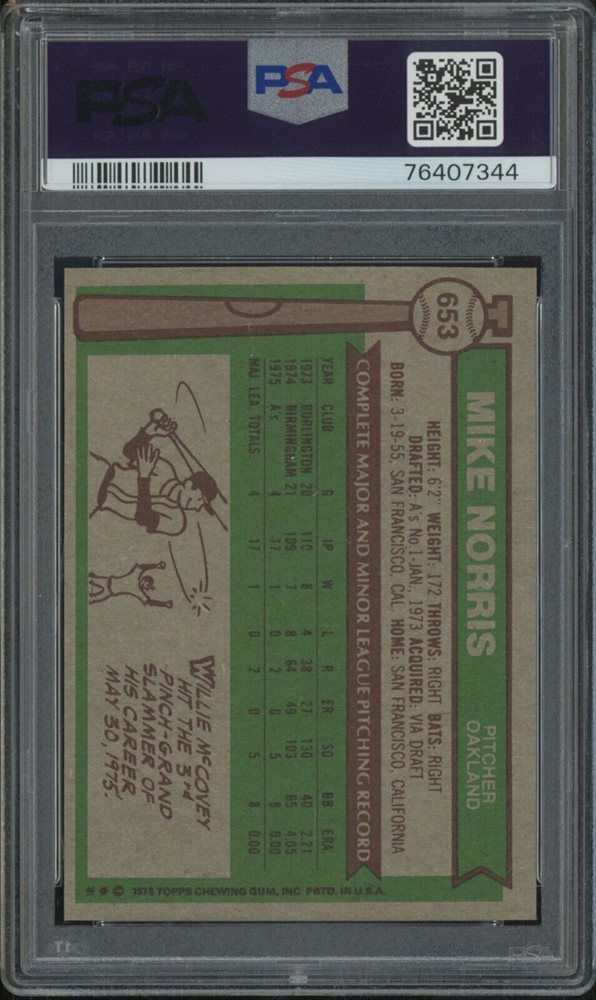 PSA
PSA
76407344
653
MIKE NORRIS
PITCHER
OAKLAND
HEIGHT: 6'2" WEIGHT: 172 THROWS: RIGHT BATS: RIGHT
DRAFTED: A's No 1-JAN., 1973 ACQUIRED: VIA DRAFT
BORN: 3-19-55, SAN FRANCISCO, CAL. HOME: SAN FRANCISCO, CALIFORNIA
COMPLETE MAJOR AND MINOR LEAGUE PITCHING RECORD
YEAR CLUB G IP W L R ER SO BB ERA
1973 BURLINGTON 20 110 8 4 38 27 130 40 2.21
1974 BIRMINGHAM 21 109 7 8 64 49 103 65 4.05
1975 A's 4 17 1 0 2 0 5 8 0.00
MAJ. LEA. TOTALS: 4 17 1 0 2 0 5 8 0.00
WILLIE McCOVEY
HIT THE 3rd
PINCH-GRAND
SLAMMER OF
HIS CAREER
MAY 30, 1975.
** © 1976 TOPPS CHEWING GUM, INC. PRTD. IN U.S.A.
PSA